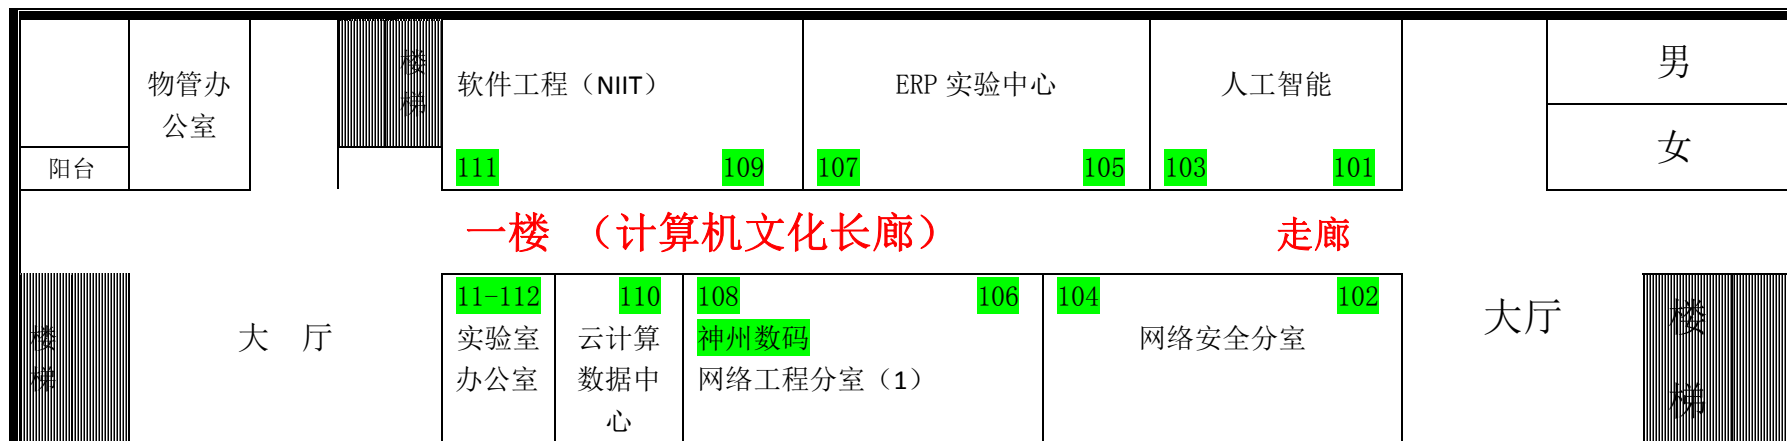 物管办
公室
阳台
楼
梯
软件工程（NIIT）
111 109
ERP 实验中心
107 105
人工智能
103 101
男
女
一楼 （计算机文化长廊） 走廊
楼
梯
大 厅
11-112
实验室
办公室
110
云计算
数据中
心
108 106
神州数码
网络工程分室（1）
104 102
网络安全分室
大厅
楼
梯